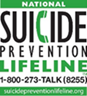 NATIONAL
SUICIDE
PREVENTION
LIFELINE
1-800-273-TALK (8255)
suicidepreventionlifeline.org